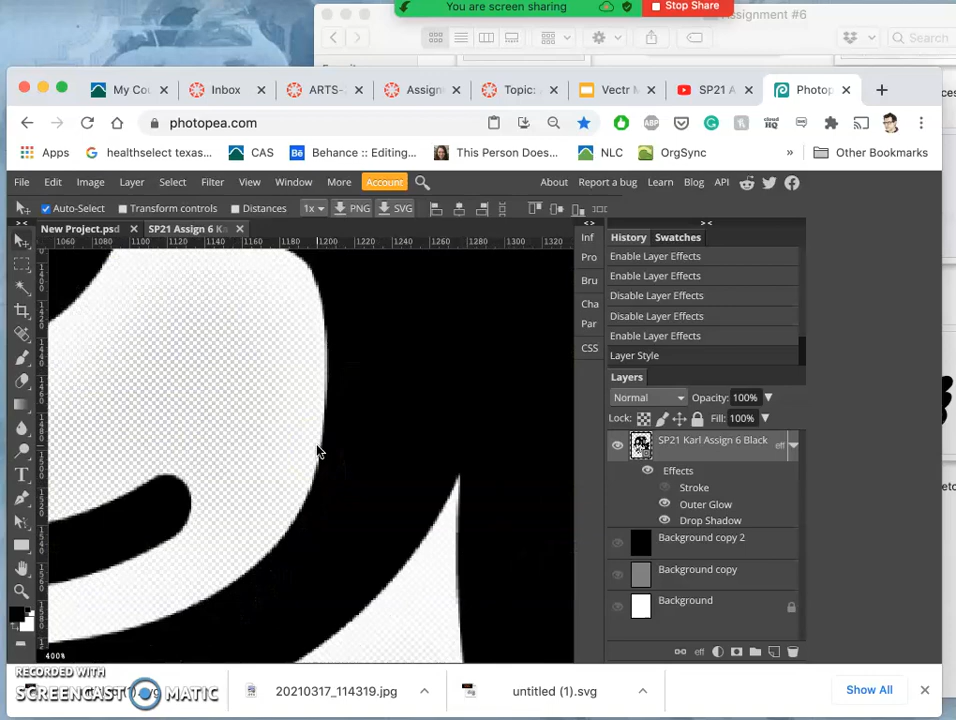 You are screen sharing
Stop Share
Assignment #6
Search
My Cou
Inbox
ARTS-
Assign
Topic:
Vectr M
SP21 A
Photop
photopea.com
Apps
healthselect texas...
CAS
Behance :: Editing...
This Person Does...
NLC
OrgSync
»
Other Bookmarks
File Edit Image Layer Select Filter View Window More Account
About Report a bug Learn Blog API
Auto-Select Transform controls Distances 1x PNG SVG
New Project.psd
SP21 Assign 6 K
1060 1080 1100 1120 1140 1160 1180 1200 1220 1240 1260 1280 1300 1320
Inf
Pro
Bru
Cha
Par
CSS
History Swatches
Enable Layer Effects
Enable Layer Effects
Disable Layer Effects
Disable Layer Effects
Enable Layer Effects
Layer Style
Layers
Normal Opacity: 100%
Lock: Fill: 100%
SP21 Karl Assign 6 Black eff
Effects
Stroke
Outer Glow
Drop Shadow
Background copy 2
Background copy
Background
eff
400%
RECORDED WITH
SCREENCAST MATIC
(1).svg
20210317_114319.jpg
untitled (1).svg
Show All